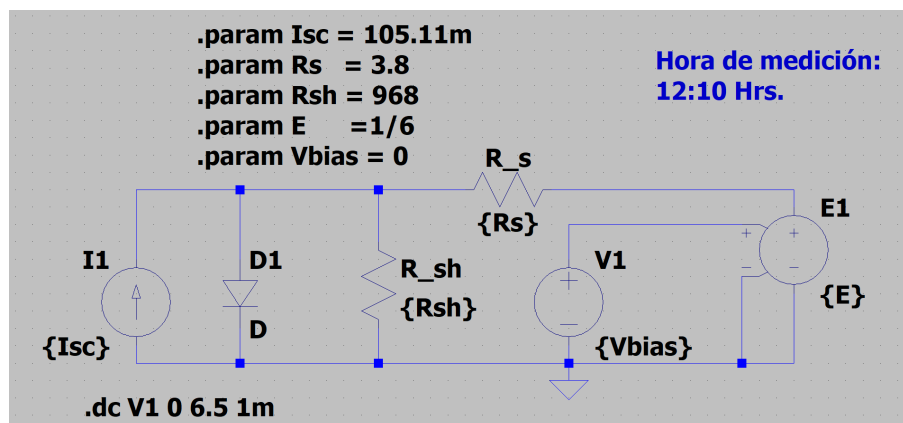 .param Isc = 105.11m
.param Rs = 3.8
.param Rsh = 968
.param E =1/6
.param Vbias = 0
Hora de medición:
12:10 Hrs.
R_s
{Rs}
E1
{E}
I1
{Isc}
D1
D
R_sh
{Rsh}
V1
{Vbias}
.dc V1 0 6.5 1m